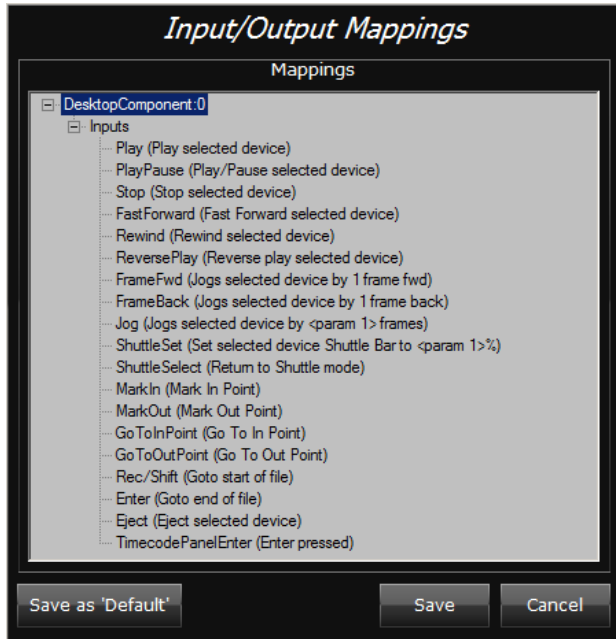 Input/Output Mappings
Mappings
DesktopComponent:0
Inputs
Play (Play selected device)
PlayPause (Play/Pause selected device)
Stop (Stop selected device)
FastForward (Fast Forward selected device)
Rewind (Rewind selected device)
ReversePlay (Reverse play selected device)
FrameFwd (Jogs selected device by 1 frame fwd)
FrameBack (Jogs selected device by 1 frame back)
Jog (Jogs selected device by <param 1> frames)
ShuttleSet (Set selected device Shuttle Bar to <param 1>%)
ShuttleSelect (Return to Shuttle mode)
MarkIn (Mark In Point)
MarkOut (Mark Out Point)
GoToInPoint (Go To In Point)
GoToOutPoint (Go To Out Point)
Rec/Shift (Goto start of file)
Enter (Goto end of file)
Eject (Eject selected device)
TimecodePanelEnter (Enter pressed)
Save as 'Default' Save Cancel